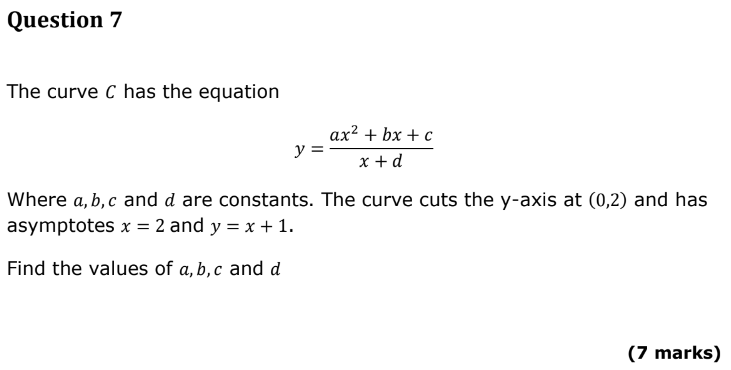 Question 7
The curve C has the equation
y = \frac{ax^2 + bx + c}{x + d}
Where a, b, c and d are constants. The curve cuts the y-axis at (0,2) and has
asymptotes x = 2 and y = x + 1.
Find the values of a, b, c and d
(7 marks)